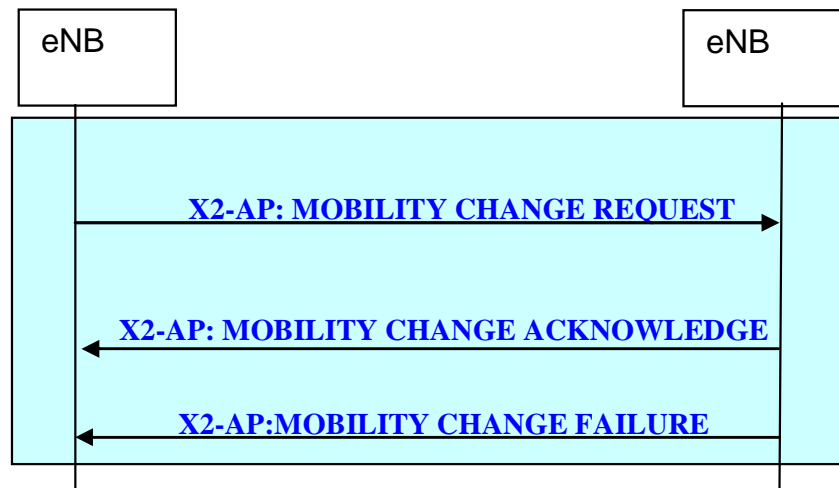 eNB
eNB
X2-AP: MOBILITY CHANGE REQUEST
X2-AP: MOBILITY CHANGE ACKNOWLEDGE
X2-AP:MOBILITY CHANGE FAILURE